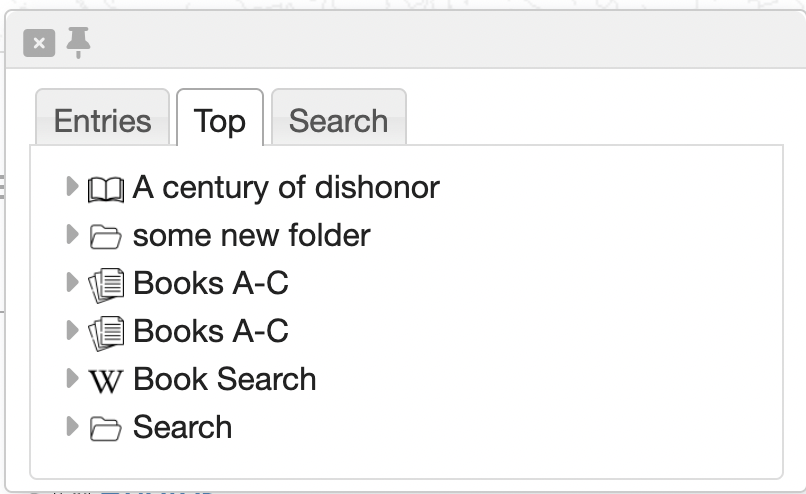 Entries Top Search
A century of dishonor
some new folder
Books A-C
Books A-C
W Book Search
Search